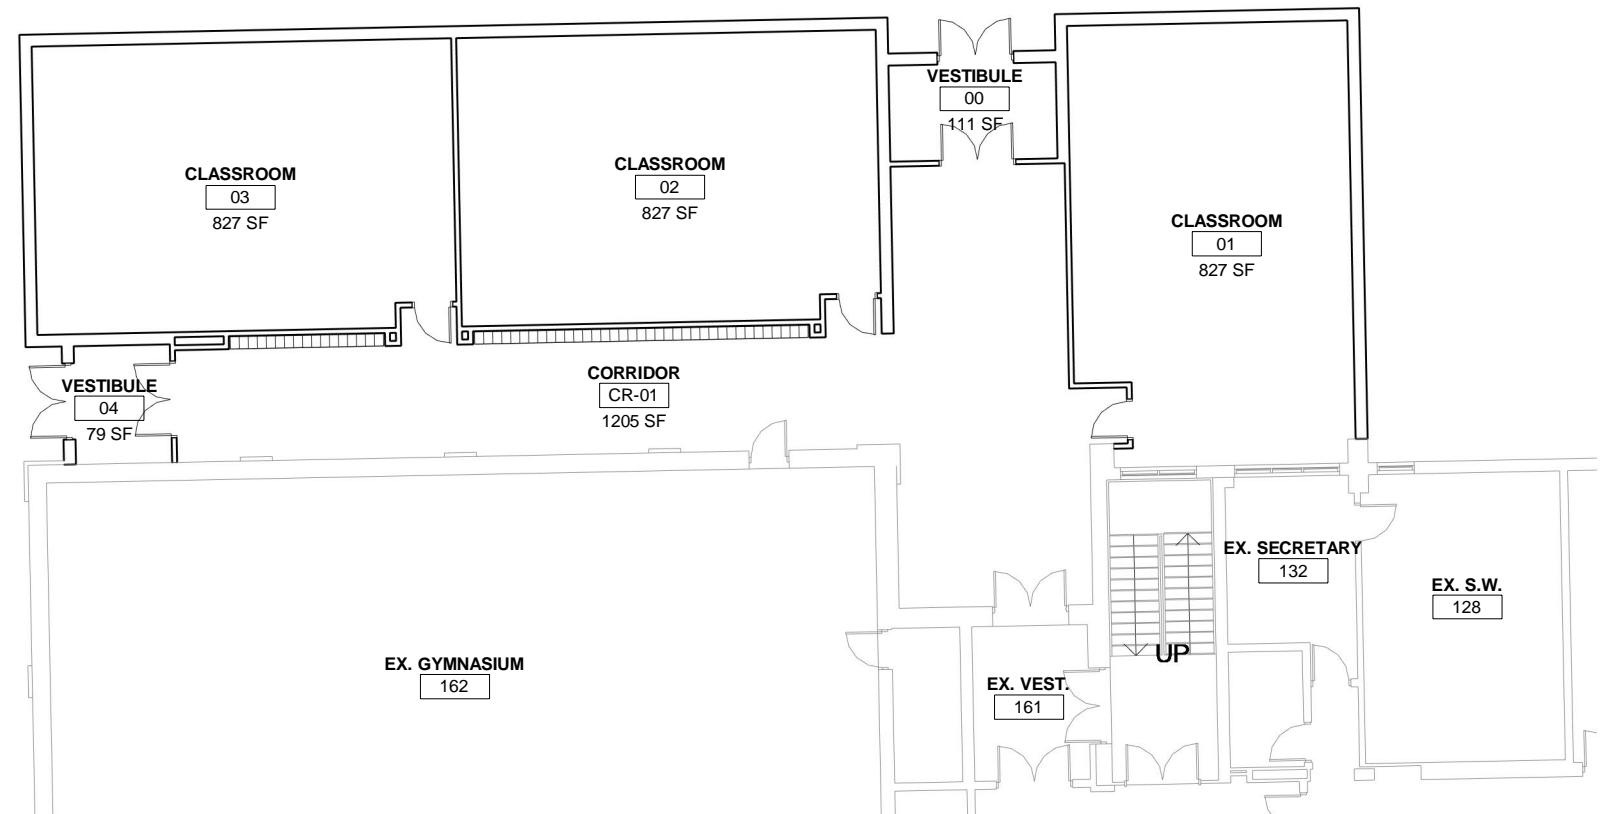 VESTIBULE
00
111 SF
CLASSROOM
03
827 SF
CLASSROOM
02
827 SF
CLASSROOM
01
827 SF
VESTIBULE
04
79 SF
CORRIDOR
CR-01
1205 SF
EX. SECRETARY
132
EX. S.W.
128
UP
EX. GYMNASIUM
162
EX. VEST.
161